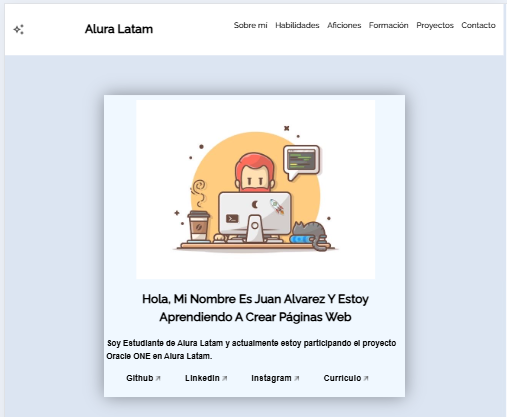 Alura Latam
Sobre mí Habilidades Aficiones Formación Proyectos Contacto
Hola, Mi Nombre Es Juan Alvarez Y Estoy
Aprendiendo A Crear Páginas Web
Soy Estudiante de Alura Latam y actualmente estoy participando el proyecto
Oracle ONE en Alura Latam.
Github Linkedin Instagram Curriculo